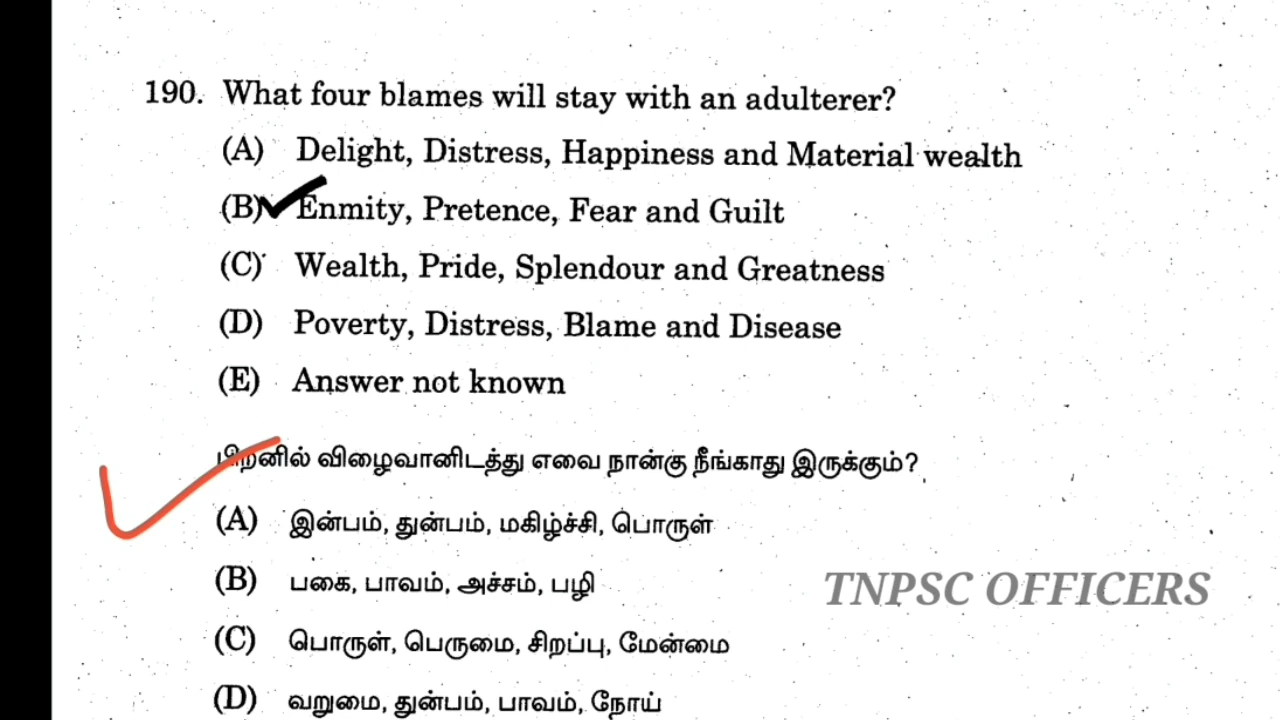 190. What four blames will stay with an adulterer?
(A) Delight, Distress, Happiness and Material wealth
(B) Enmity, Pretence, Fear and Guilt
(C) Wealth, Pride, Splendour and Greatness
(D) Poverty, Distress, Blame and Disease
(E) Answer not known
பிறனில் விழைவானிடத்து எவை நான்கு நீங்காது இருக்கும்?
(A) இன்பம், துன்பம், மகிழ்ச்சி, பொருள்
(B) பகை, பாவம், அச்சம், பழி
TNPSC OFFICERS
(C) பொருள், பெருமை, சிறப்பு, மேன்மை
(D) வறுமை, துன்பம், பாவம், நோய்